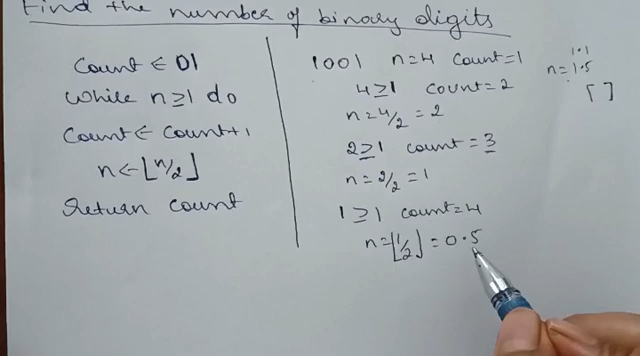 Find the number of binary digits
Count ← 01
While n≥1 do
Count ← Count+1
n ← ⌊n/2⌋
Return Count
1001 n=4 Count=1
4≥1 Count=2
n=4/2=2
2≥1 count=3
n=2/2=1
1≥1 count=4
n=⌊1/2⌋=0.5
1.1
n=1.5
⌈ ⌉